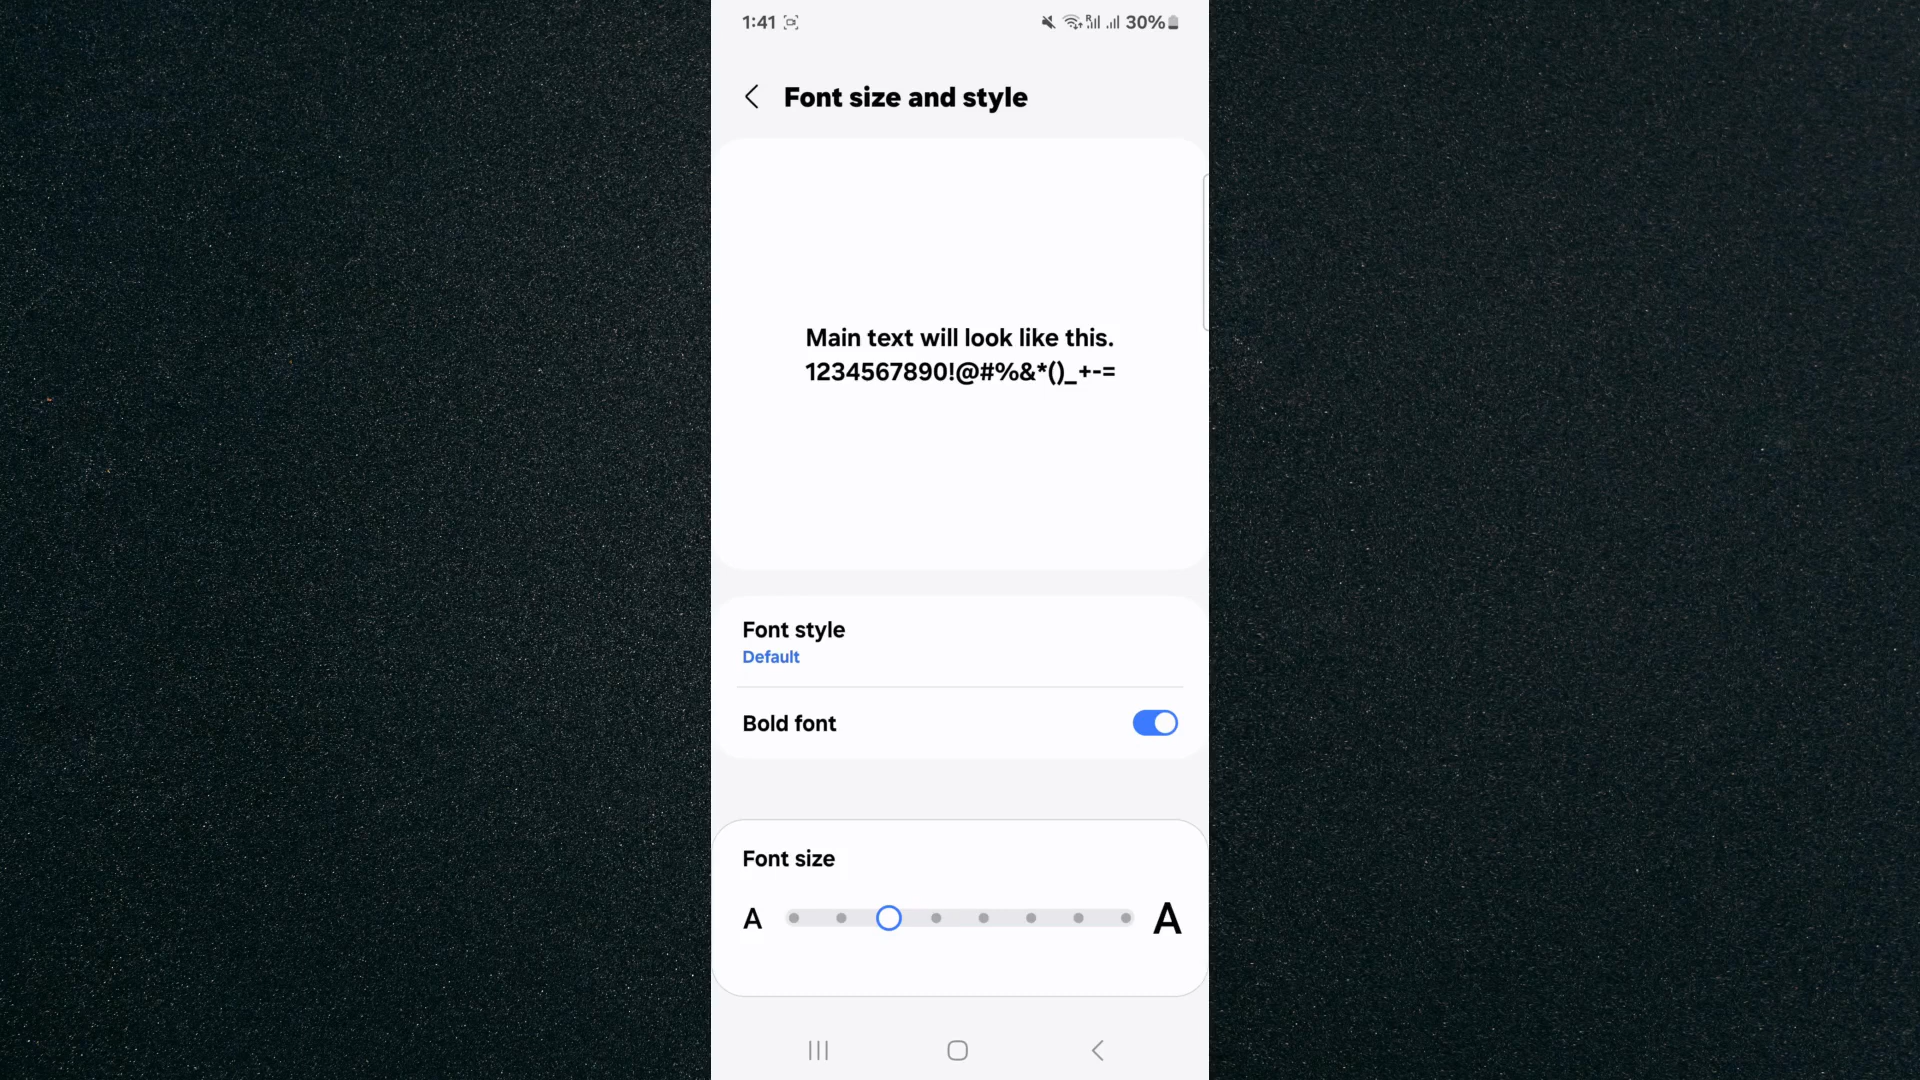 1:41 30%
Font size and style
Main text will look like this.
1234567890!@#%&*()_+-=
Font style
Default
Bold font
Font size
A A